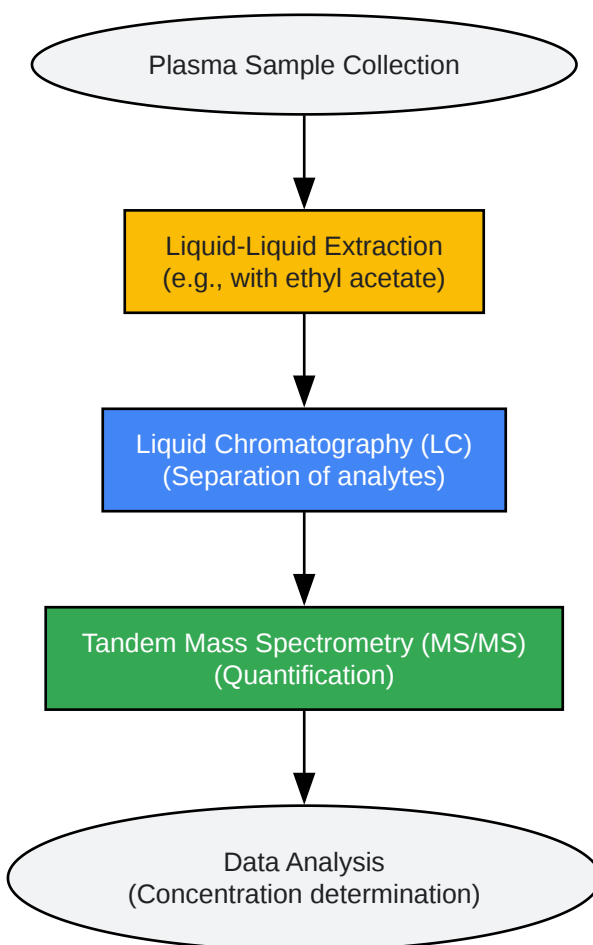 Plasma Sample Collection
Liquid-Liquid Extraction
(e.g., with ethyl acetate)
Liquid Chromatography (LC)
(Separation of analytes)
Tandem Mass Spectrometry (MS/MS)
(Quantification)
Data Analysis
(Concentration determination)